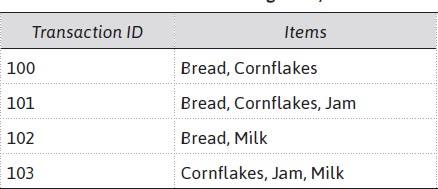 Transaction ID Items
100 Bread, Cornflakes
101 Bread, Cornflakes, Jam
102 Bread, Milk
103 Cornflakes, Jam, Milk